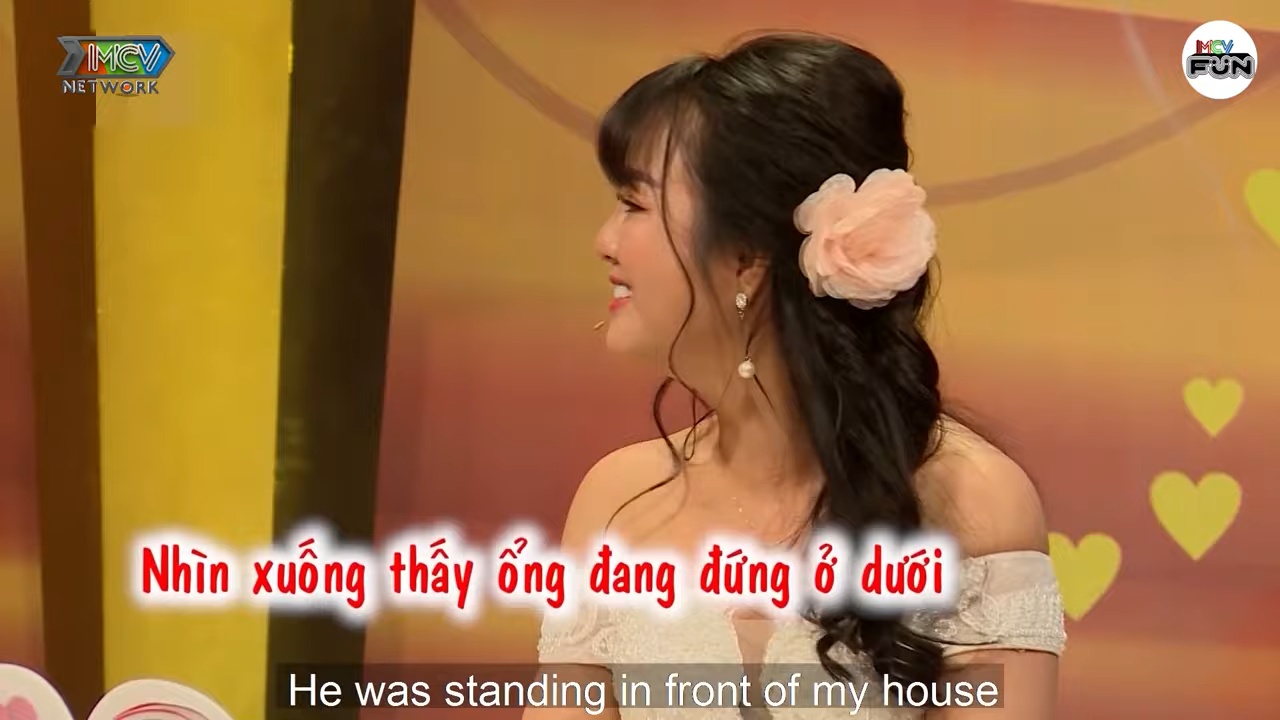 MCV
NETWORK
MCV
FUN
Nhìn xuống thấy ổng đang đứng ở dưới
He was standing in front of my house